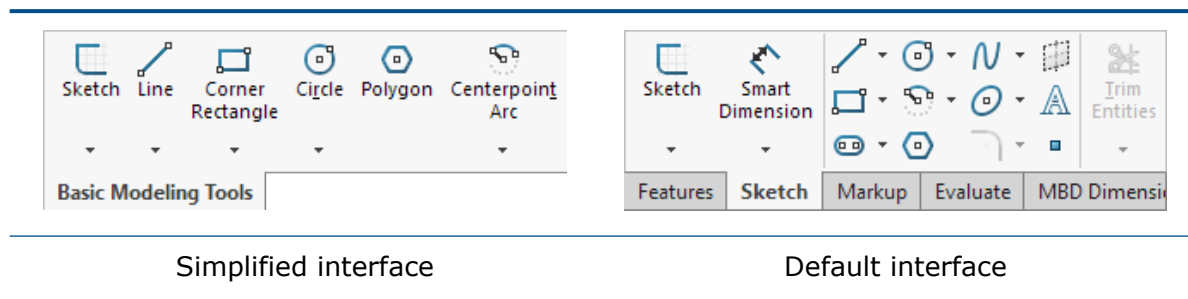 Sketch Line Corner Rectangle Circle Polygon Centerpoint Arc
Basic Modeling Tools
Sketch Smart Dimension Trim Entities
Features Sketch Markup Evaluate MBD Dimensi
Simplified interface
Default interface